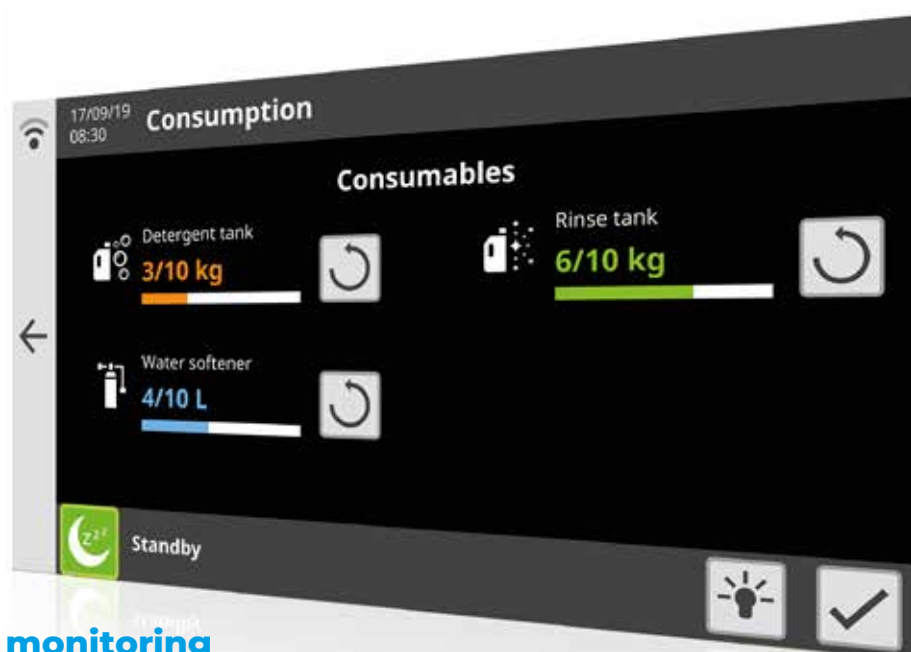 17/09/19
08:30
Consumption
Consumables
Detergent tank
3/10 kg
Rinse tank
6/10 kg
Water softener
4/10 L
zzz
Standby
monitoring